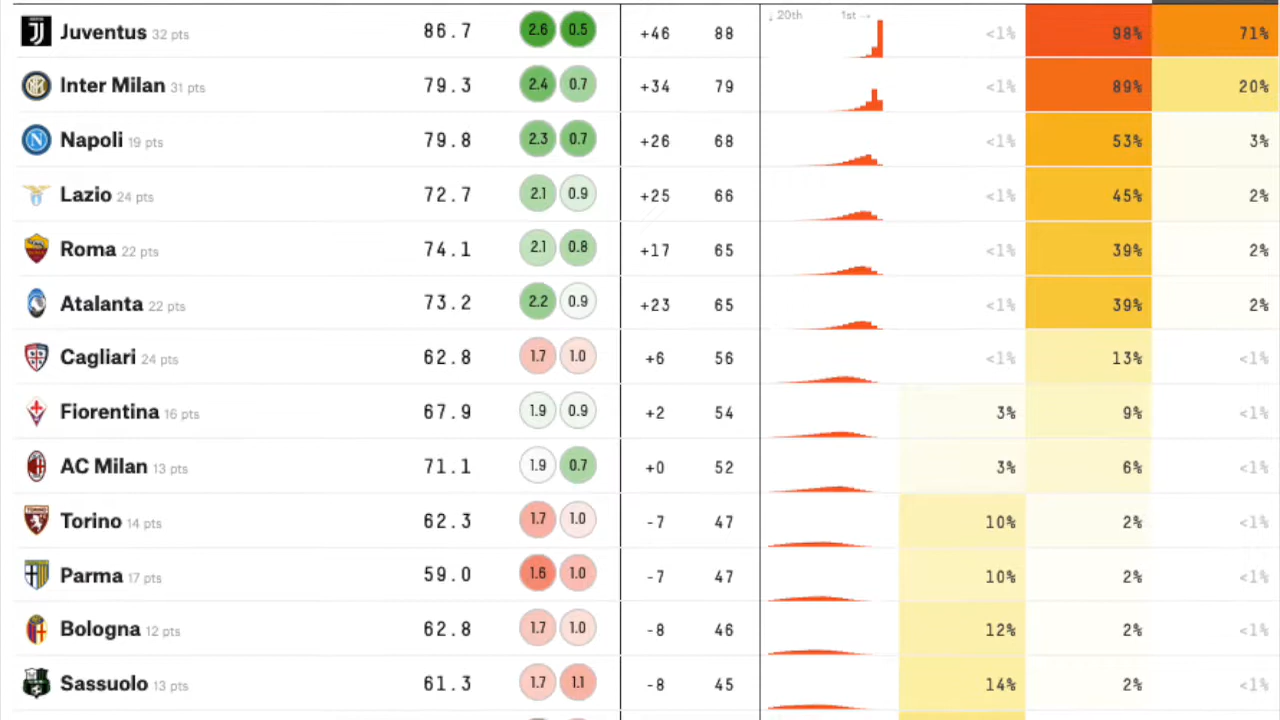 ↓ 20th 1st →
Juventus 32 pts 86.7 2.6 0.5 +46 88 <1% 98% 71%
Inter Milan 31 pts 79.3 2.4 0.7 +34 79 <1% 89% 20%
Napoli 19 pts 79.8 2.3 0.7 +26 68 <1% 53% 3%
Lazio 24 pts 72.7 2.1 0.9 +25 66 <1% 45% 2%
Roma 22 pts 74.1 2.1 0.8 +17 65 <1% 39% 2%
Atalanta 22 pts 73.2 2.2 0.9 +23 65 <1% 39% 2%
Cagliari 24 pts 62.8 1.7 1.0 +6 56 <1% 13% <1%
Fiorentina 16 pts 67.9 1.9 0.9 +2 54 3% 9% <1%
AC Milan 13 pts 71.1 1.9 0.7 +0 52 3% 6% <1%
Torino 14 pts 62.3 1.7 1.0 -7 47 10% 2% <1%
Parma 17 pts 59.0 1.6 1.0 -7 47 10% 2% <1%
Bologna 12 pts 62.8 1.7 1.0 -8 46 12% 2% <1%
Sassuolo 13 pts 61.3 1.7 1.1 -8 45 14% 2% <1%